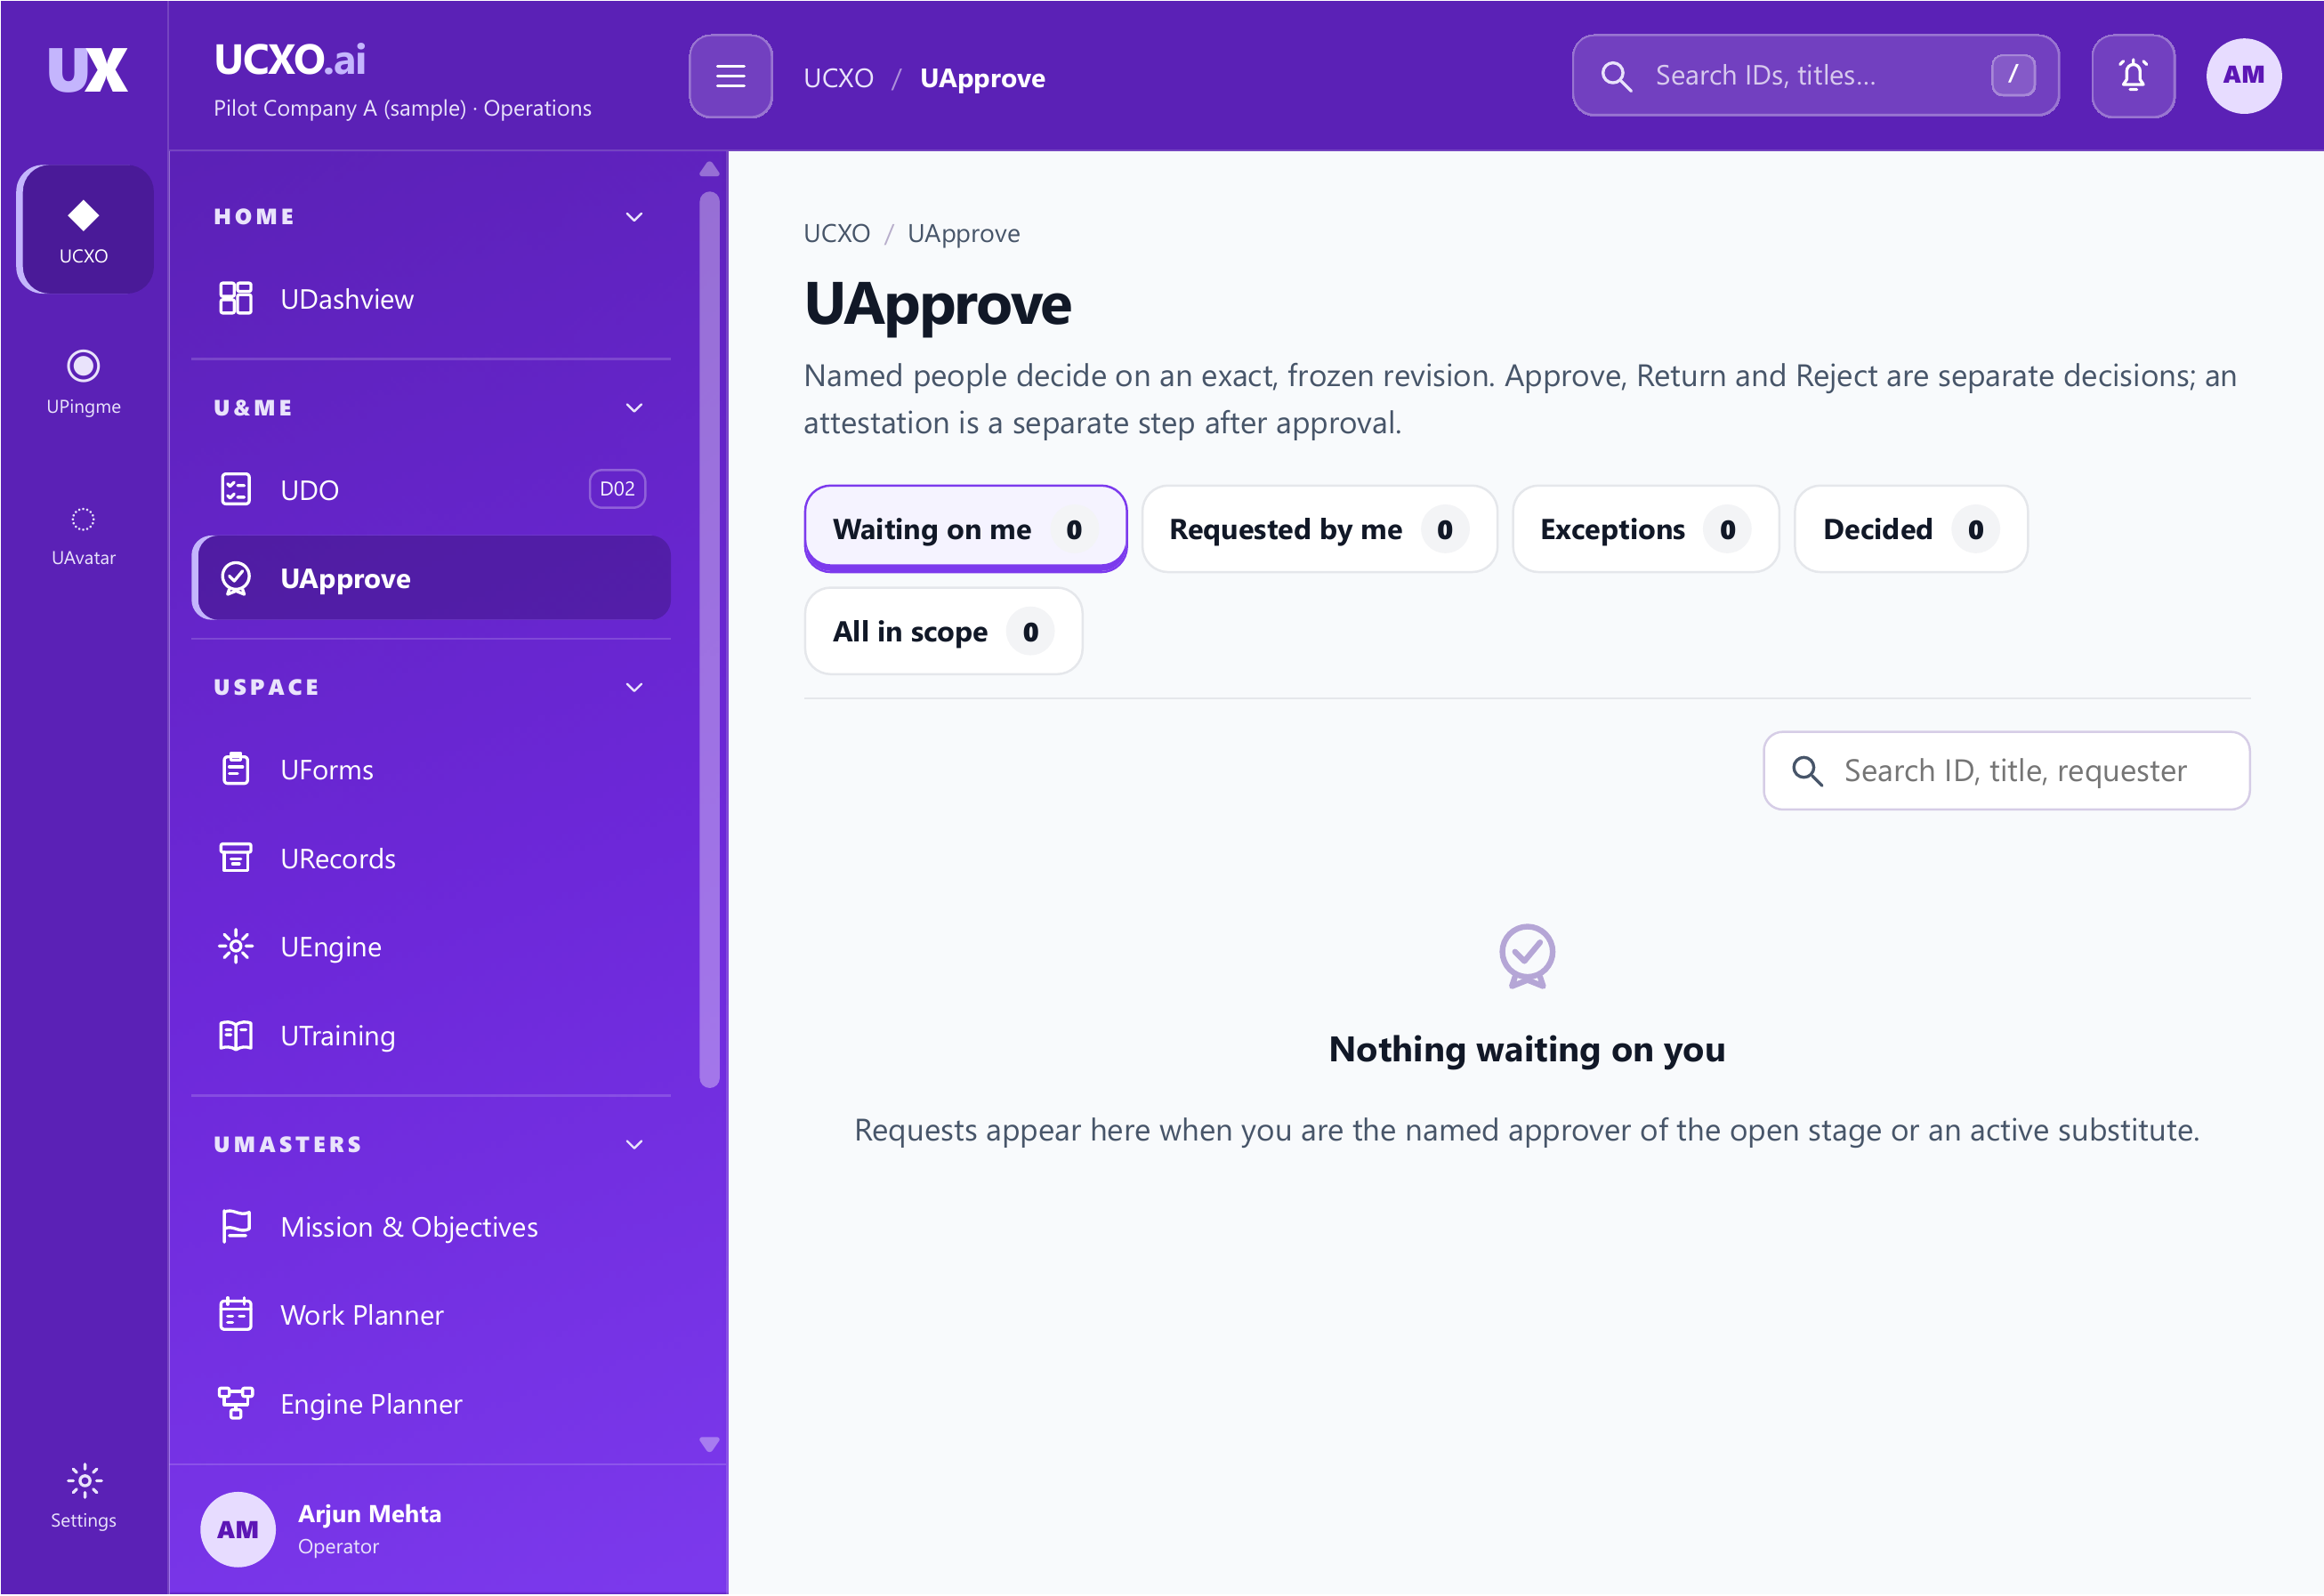 UX
UCXO
UPingme
UAvatar
Settings
UCXO.ai
Pilot Company A (sample) · Operations
UCXO / UApprove
Search IDs, titles...
/
AM
HOME
UDashview
U&ME
UDO
D02
UApprove
USPACE
UForms
URecords
UEngine
UTraining
UMASTERS
Mission & Objectives
Work Planner
Engine Planner
AM
Arjun Mehta
Operator
UCXO / UApprove
UApprove
Named people decide on an exact, frozen revision. Approve, Return and Reject are separate decisions; an
attestation is a separate step after approval.
Waiting on me 0
Requested by me 0
Exceptions 0
Decided 0
All in scope 0
Search ID, title, requester
Nothing waiting on you
Requests appear here when you are the named approver of the open stage or an active substitute.